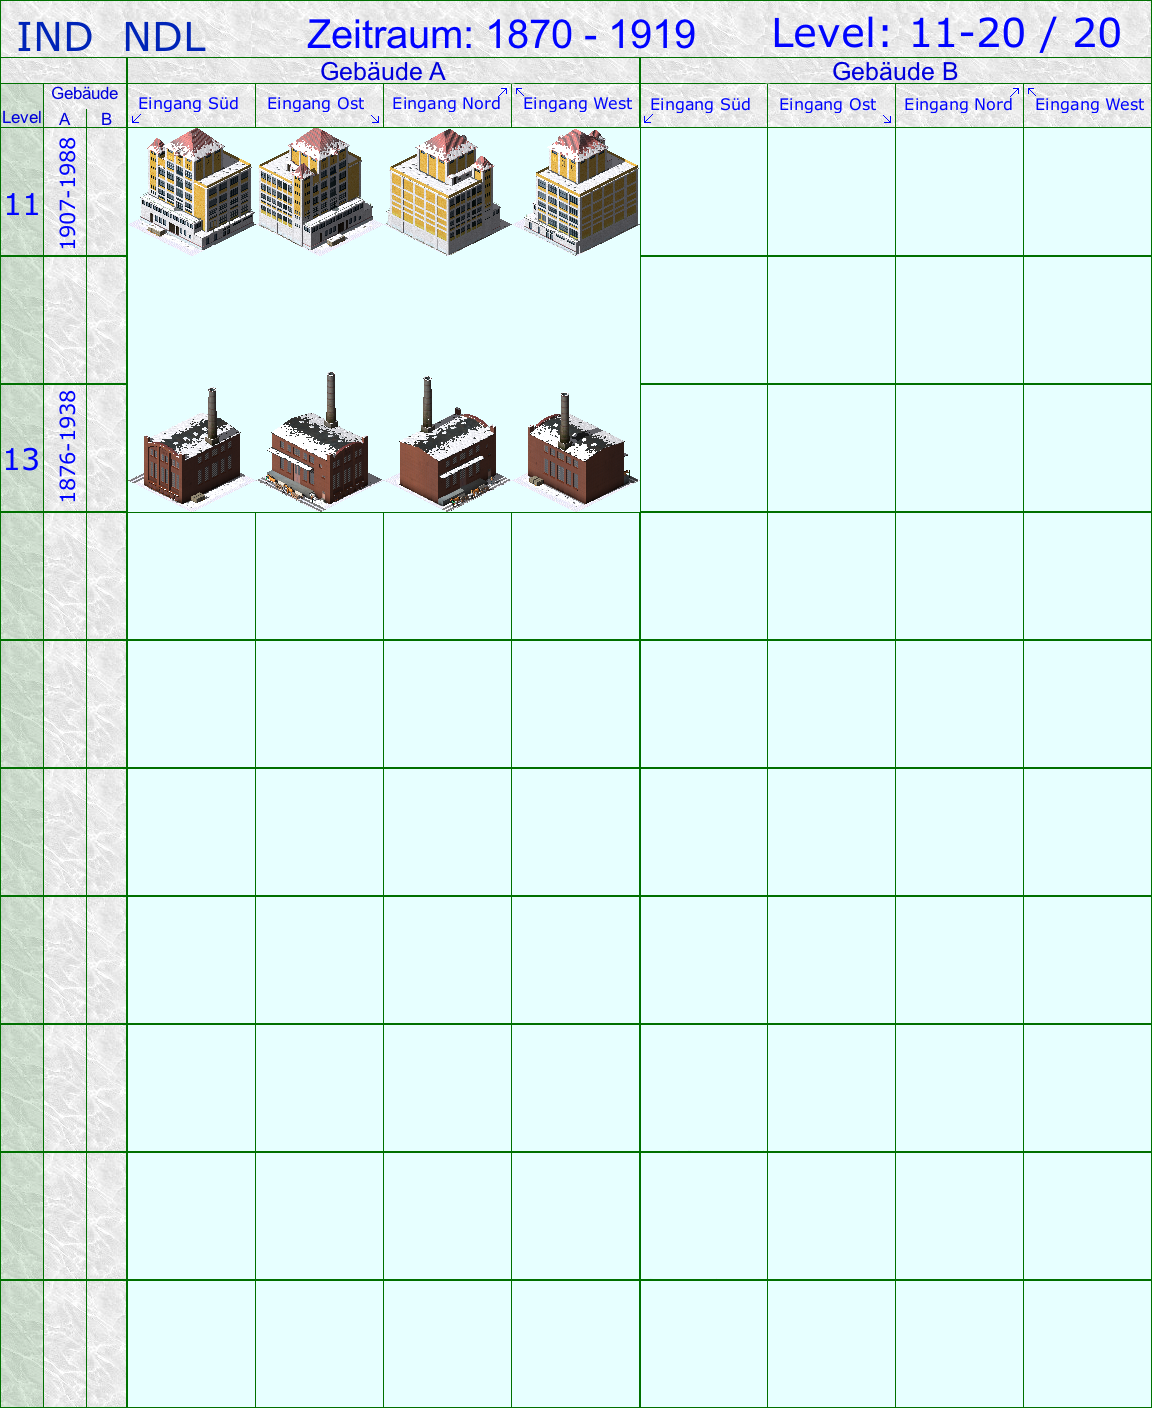 IND NDL Zeitraum: 1870 - 1919 Level: 11-20 / 20
Gebäude A Gebäude B
Level Gebäude A B Eingang Süd Eingang Ost Eingang Nord Eingang West Eingang Süd Eingang Ost Eingang Nord Eingang West
11 1907-1988
13 1876-1938